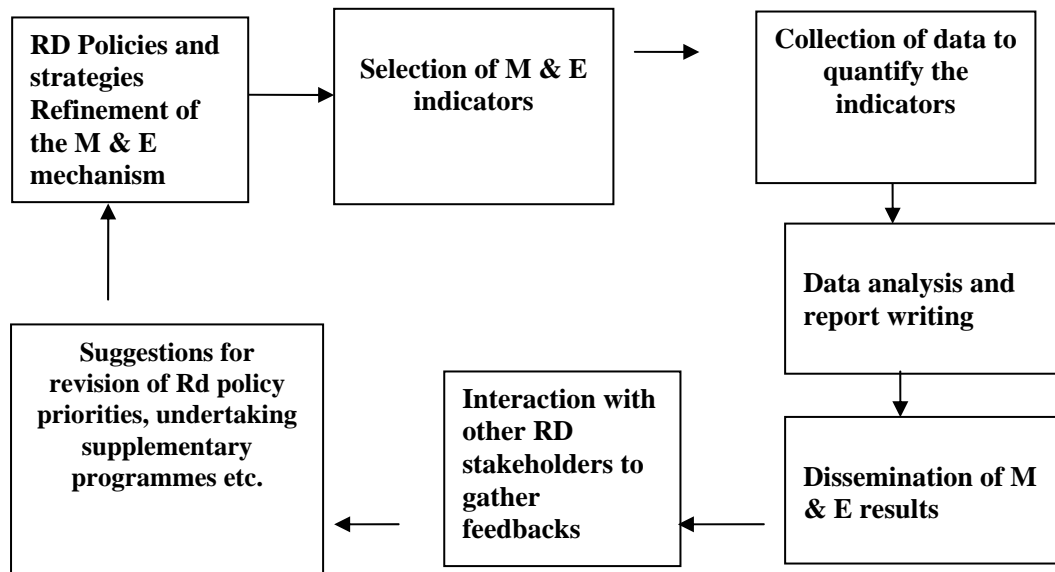 RD Policies and
strategies
Refinement of
the M & E
mechanism
Selection of M & E
indicators
Collection of data to
quantify the
indicators
Data analysis and
report writing
Dissemination of M
& E results
Interaction with
other RD
stakeholders to
gather
feedbacks
Suggestions for
revision of Rd policy
priorities, undertaking
supplementary
programmes etc.